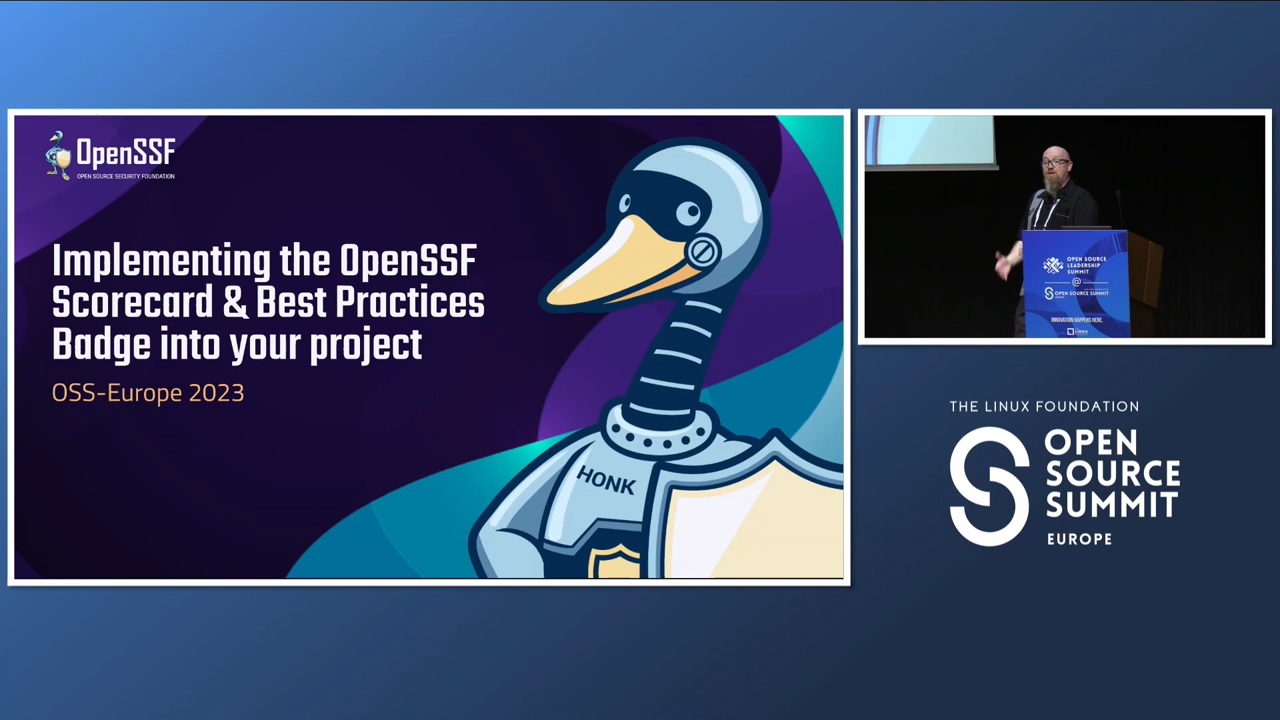 OpenSSF
OPEN SOURCE SECURITY FOUNDATION
Implementing the OpenSSF
Scorecard & Best Practices
Badge into your project
OSS-Europe 2023
HONK
OPEN SOURCE
LEADERSHIP
SUMMIT
@
OPEN SOURCE SUMMIT
INNOVATION HAPPENS HERE.
LINUX
THE LINUX FOUNDATION
OPEN
SOURCE
SUMMIT
EUROPE